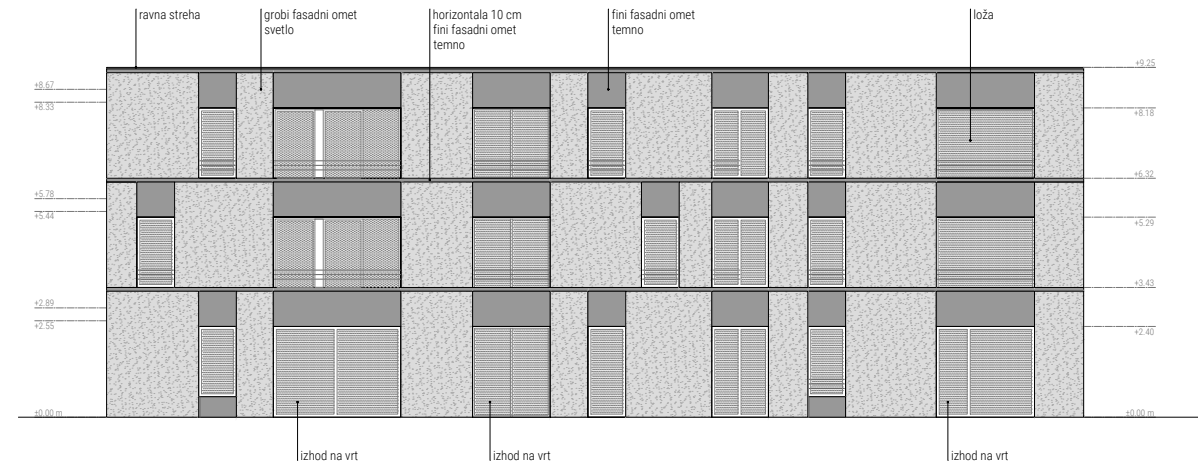 ravna streha
grobi fasadni omet
svetlo
horizontala 10 cm
fini fasadni omet
temno
fini fasadni omet
temno
loža
+9.25
+8.67
+8.33
+8.18
+6.32
+5.78
+5.44
+5.29
+3.43
+2.89
+2.55
+2.40
±0.00 m
±0.00 m
izhod na vrt
izhod na vrt
izhod na vrt